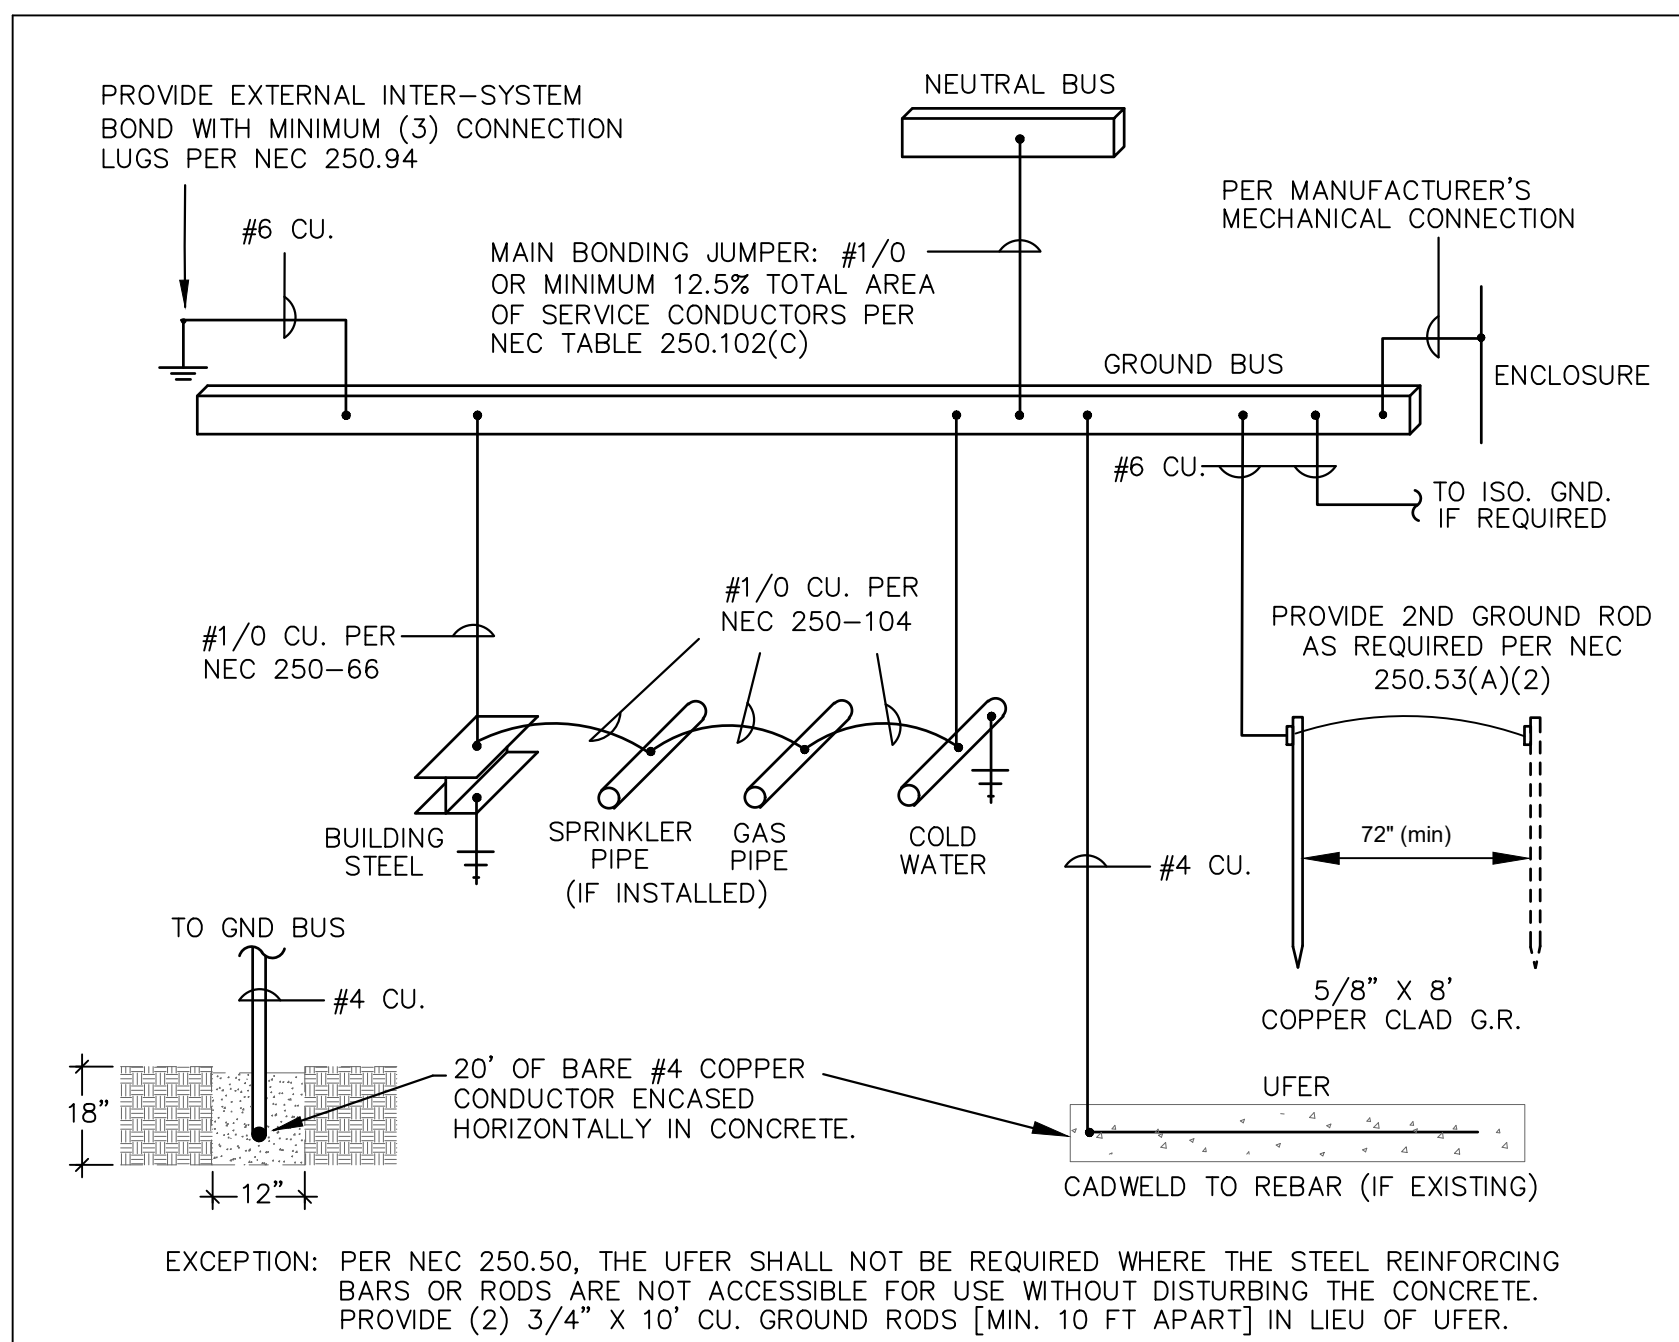 PROVIDE EXTERNAL INTER-SYSTEM
BOND WITH MINIMUM (3) CONNECTION
LUGS PER NEC 250.94
#6 CU.
NEUTRAL BUS
MAIN BONDING JUMPER: #1/0
OR MINIMUM 12.5% TOTAL AREA
OF SERVICE CONDUCTORS PER
NEC TABLE 250.102(C)
PER MANUFACTURER'S
MECHANICAL CONNECTION
GROUND BUS
ENCLOSURE
#6 CU.
TO ISO. GND.
IF REQUIRED
#1/0 CU. PER
NEC 250-66
#1/0 CU. PER
NEC 250-104
PROVIDE 2ND GROUND ROD
AS REQUIRED PER NEC
250.53(A)(2)
BUILDING
STEEL
SPRINKLER
PIPE
GAS
PIPE
(IF INSTALLED)
COLD
WATER
#4 CU.
72" (min)
5/8" X 8'
COPPER CLAD G.R.
TO GND BUS
#4 CU.
18"
12"
20' OF BARE #4 COPPER
CONDUCTOR ENCASED
HORIZONTALLY IN CONCRETE.
UFER
CADWELD TO REBAR (IF EXISTING)
EXCEPTION: PER NEC 250.50, THE UFER SHALL NOT BE REQUIRED WHERE THE STEEL REINFORCING
BARS OR RODS ARE NOT ACCESSIBLE FOR USE WITHOUT DISTURBING THE CONCRETE.
PROVIDE (2) 3/4" X 10' CU. GROUND RODS [MIN. 10 FT APART] IN LIEU OF UFER.